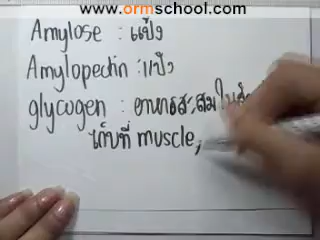 www.ormschool.com
Amylose : แป้ง
Amylopectin : แป้ง
glycogen : อาหารสะสมใน
เก็บที่ muscle,